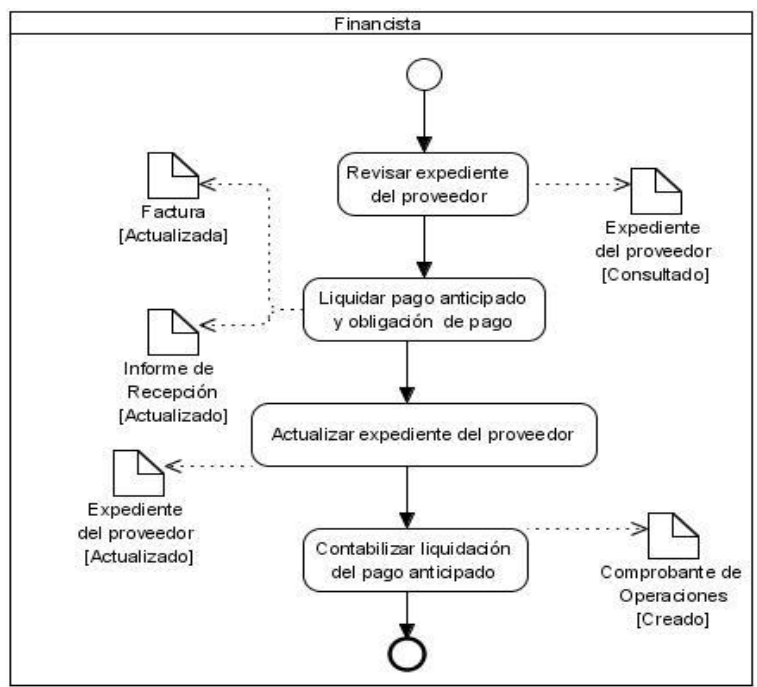 Financista
Revisar expediente
del proveedor
Factura
[Actualizada]
Expediente
del proveedor
[Consultado]
Liquidar pago anticipado
y obligación de pago
Informe de
Recepción
[Actualizado]
Actualizar expediente del proveedor
Expediente
del proveedor
[Actualizado]
Contabilizar liquidación
del pago anticipado
Comprobante de
Operaciones
[Creado]